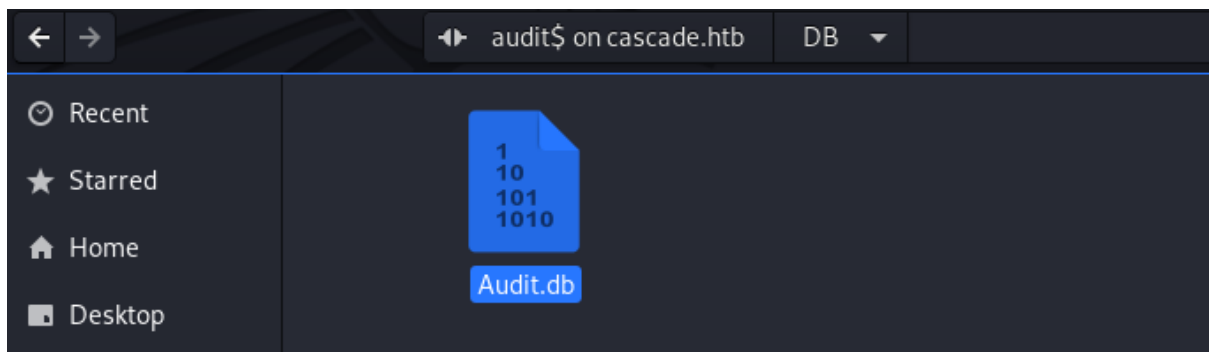 audit$ on cascade.htb DB
Recent
Starred
Home
Desktop
1
10
101
1010
Audit.db